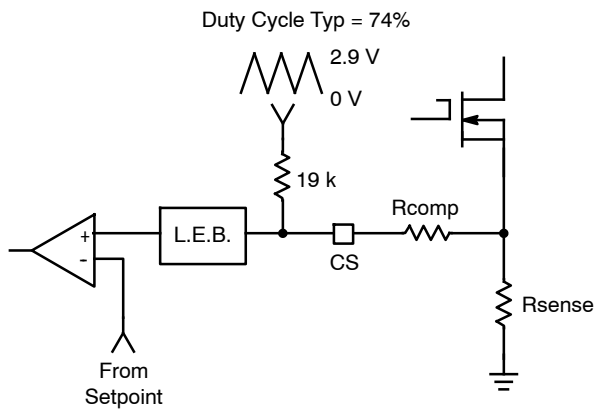 Duty Cycle Typ = 74%
2.9 V
0 V
19 k
Rcomp
+
L.E.B.
-
CS
Rsense
From
Setpoint